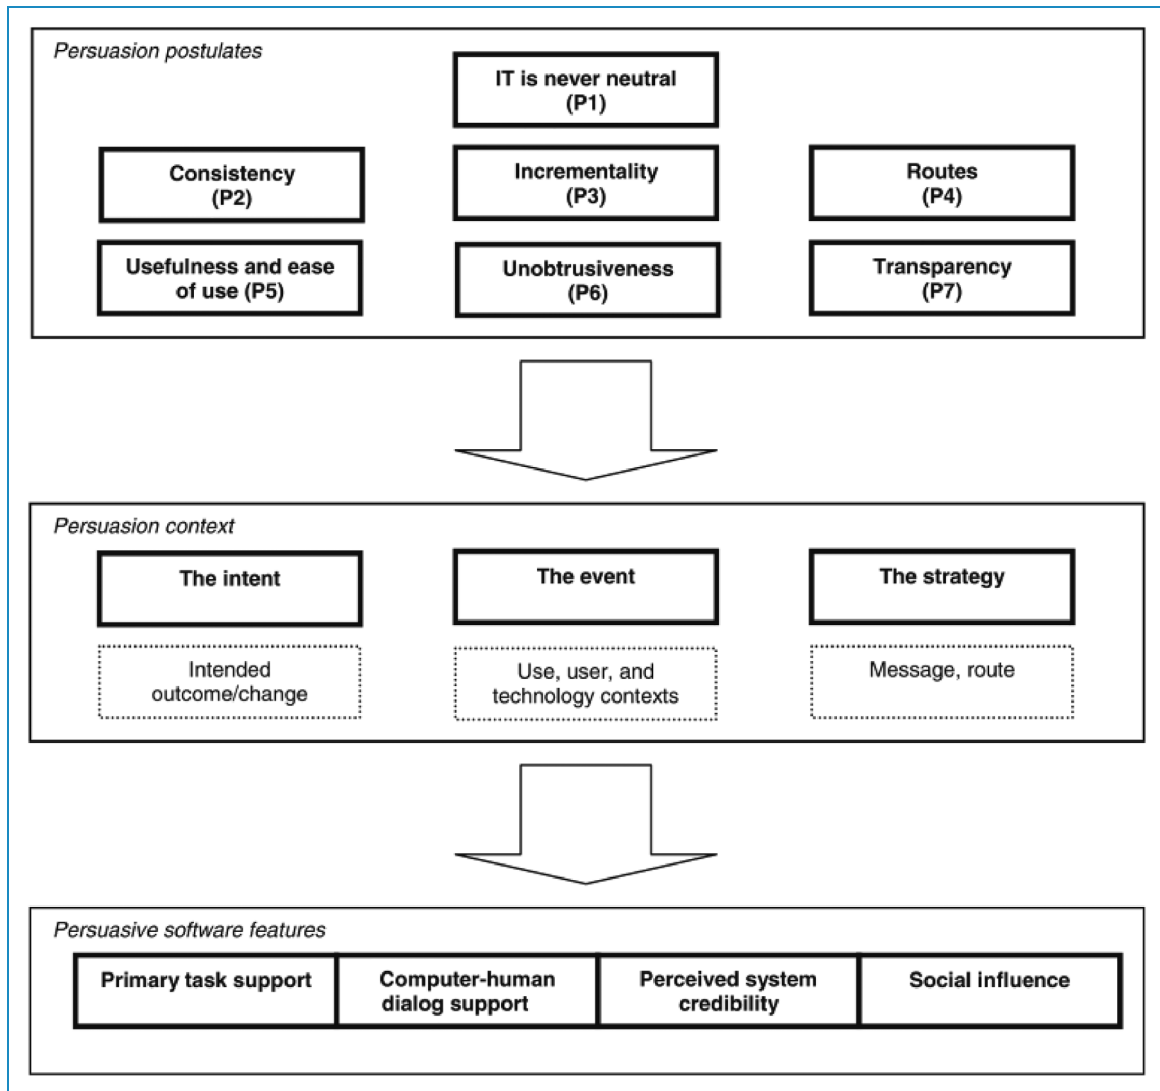 Persuasion postulates
IT is never neutral
(P1)
Consistency
(P2)
Incrementality
(P3)
Routes
(P4)
Usefulness and ease
of use (P5)
Unobtrusiveness
(P6)
Transparency
(P7)
Persuasion context
The intent
The event
The strategy
Intended
outcome/change
Use, user, and
technology contexts
Message, route
Persuasive software features
Primary task support
Computer-human
dialog support
Perceived system
credibility
Social influence